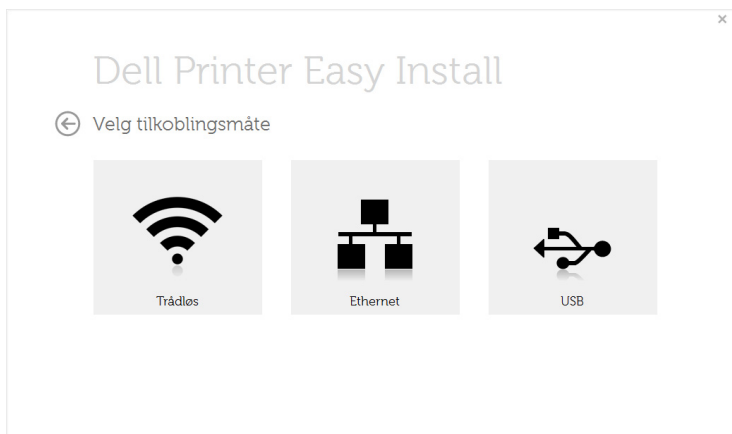 Dell Printer Easy Install
Velg tilkoblingsmåte
Trådløs
Ethernet
USB